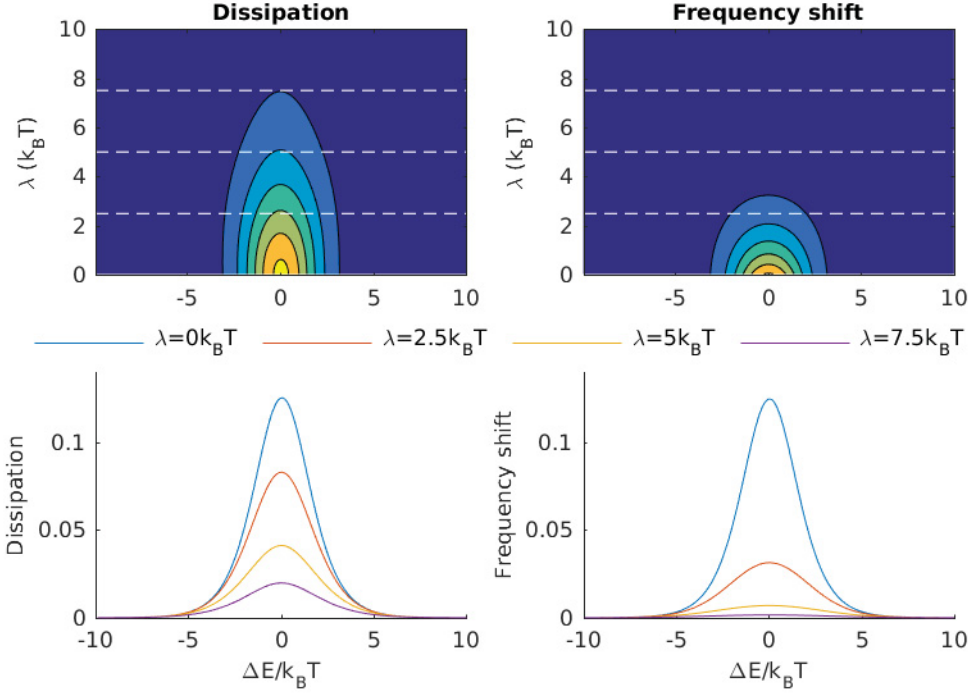 Dissipation
Frequency shift
10
8
6
4
2
0
λ (k_BT)
-5 0 5 10
10
8
6
4
2
0
λ (k_BT)
-5 0 5 10
λ=0k_BT λ=2.5k_BT λ=5k_BT λ=7.5k_BT
0.1
0.05
0
Dissipation
-10 -5 0 5 10
ΔE/k_BT
0.1
0.05
0
Frequency shift
-10 -5 0 5 10
ΔE/k_BT